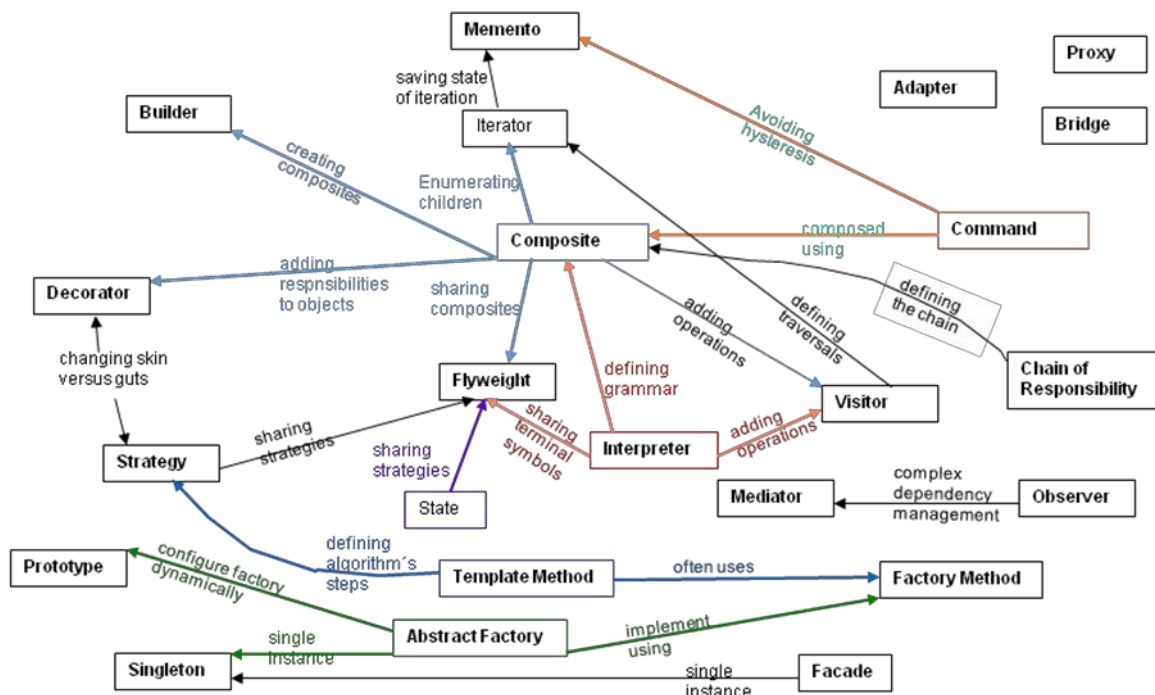 Memento
Proxy
Adapter
saving state
of iteration
Builder
Iterator
Avoiding
hysteresis
Bridge
creating
composites
Enumerating
children
Composite
composed
using
Command
adding
respnsibilities
to objects
Decorator
sharing
composites
adding
operations
defining
traversals
defining
the chain
changing skin
versus guts
Flyweight
defining
grammar
Visitor
Chain of
Responsibility
sharing
strategies
Strategy
sharing
terminal
symbols
Interpreter
adding
operations
sharing
strategies
State
Mediator
complex
dependency
management
Observer
Prototype
configure factory
dynamically
defining
algorithm´s
steps
Template Method
often uses
Factory Method
Abstract Factory
implement
using
single
Instance
Singleton
single
instance
Facade